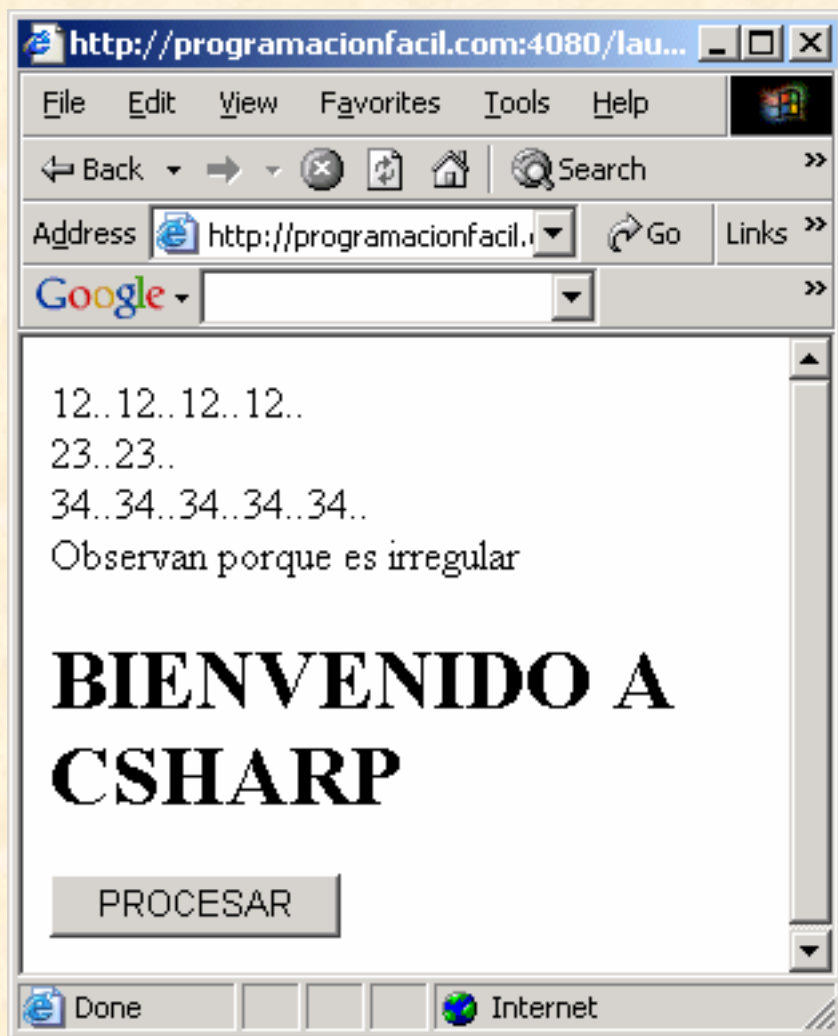 http://programacionfacil.com:4080/lau...
File Edit View Favorites Tools Help
Back Search »
Address http://programacionfacil. Go Links »
Google »
12..12..12..12..
23..23..
34..34..34..34..34..
Observan porque es irregular
BIENVENIDO A
CSHARP
PROCESAR
Done Internet